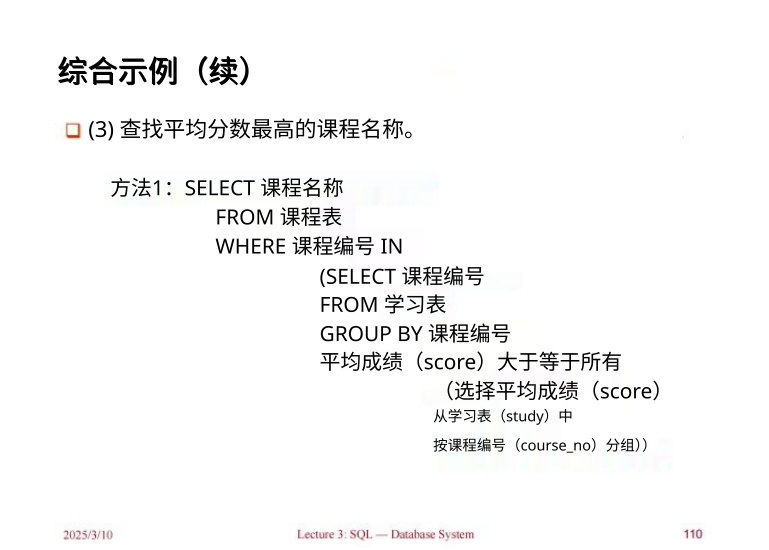 综合示例（续）
(3) 查找平均分数最高的课程名称。
方法1：SELECT 课程名称
FROM 课程表
WHERE 课程编号 IN
(SELECT 课程编号
FROM 学习表
GROUP BY 课程编号
平均成绩（score）大于等于所有
（选择平均成绩（score）
从学习表（study）中
按课程编号（course_no）分组））
2025/3/10
Lecture 3: SQL — Database System
110